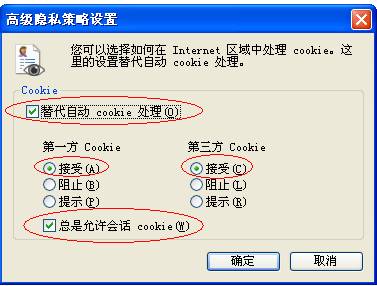 高级隐私策略设置
您可以选择如何在 Internet 区域中处理 cookie。这
里的设置替代自动 cookie 处理。
Cookie
替代自动 cookie 处理(O)
第一方 Cookie 第三方 Cookie
接受(A) 接受(C)
阻止(B) 阻止(L)
提示(P) 提示(R)
总是允许会话 cookie(W)
确定 取消